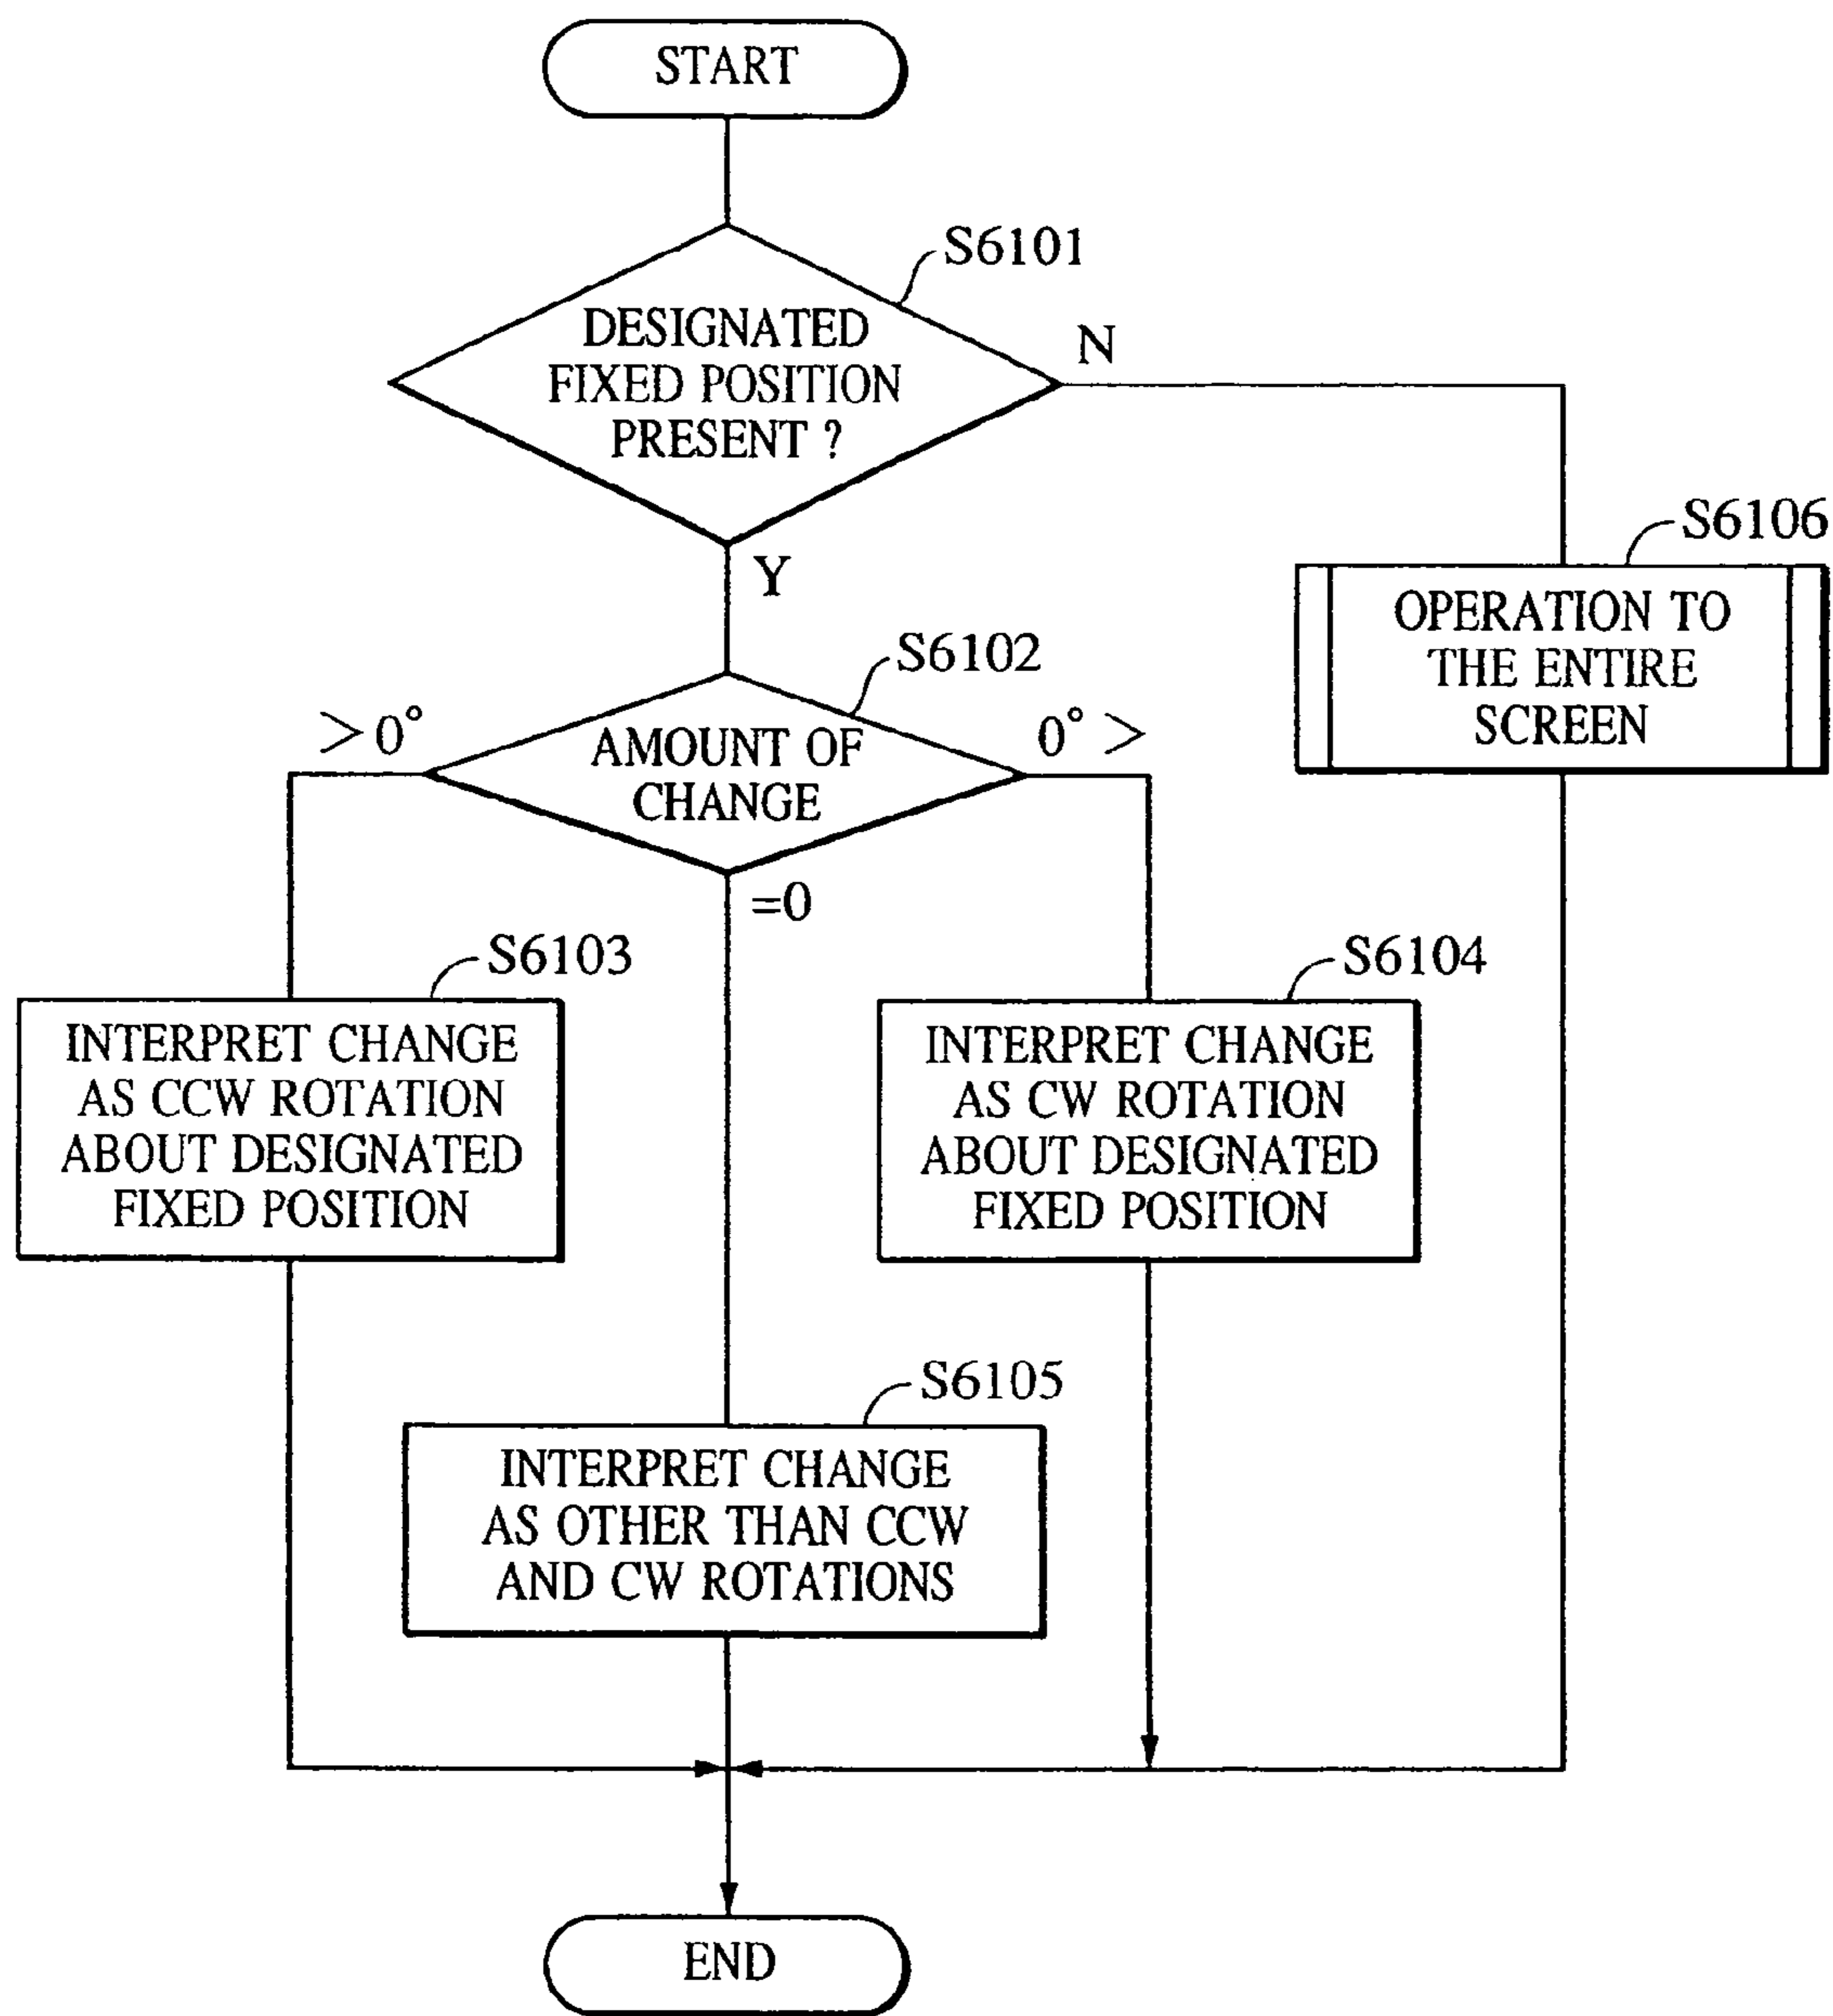 START
S6101
DESIGNATED
FIXED POSITION
PRESENT ?
N
Y
S6106
OPERATION TO
THE ENTIRE
SCREEN
S6102
>0°
AMOUNT OF
CHANGE
0° >
=0
S6103
INTERPRET CHANGE
AS CCW ROTATION
ABOUT DESIGNATED
FIXED POSITION
S6104
INTERPRET CHANGE
AS CW ROTATION
ABOUT DESIGNATED
FIXED POSITION
S6105
INTERPRET CHANGE
AS OTHER THAN CCW
AND CW ROTATIONS
END